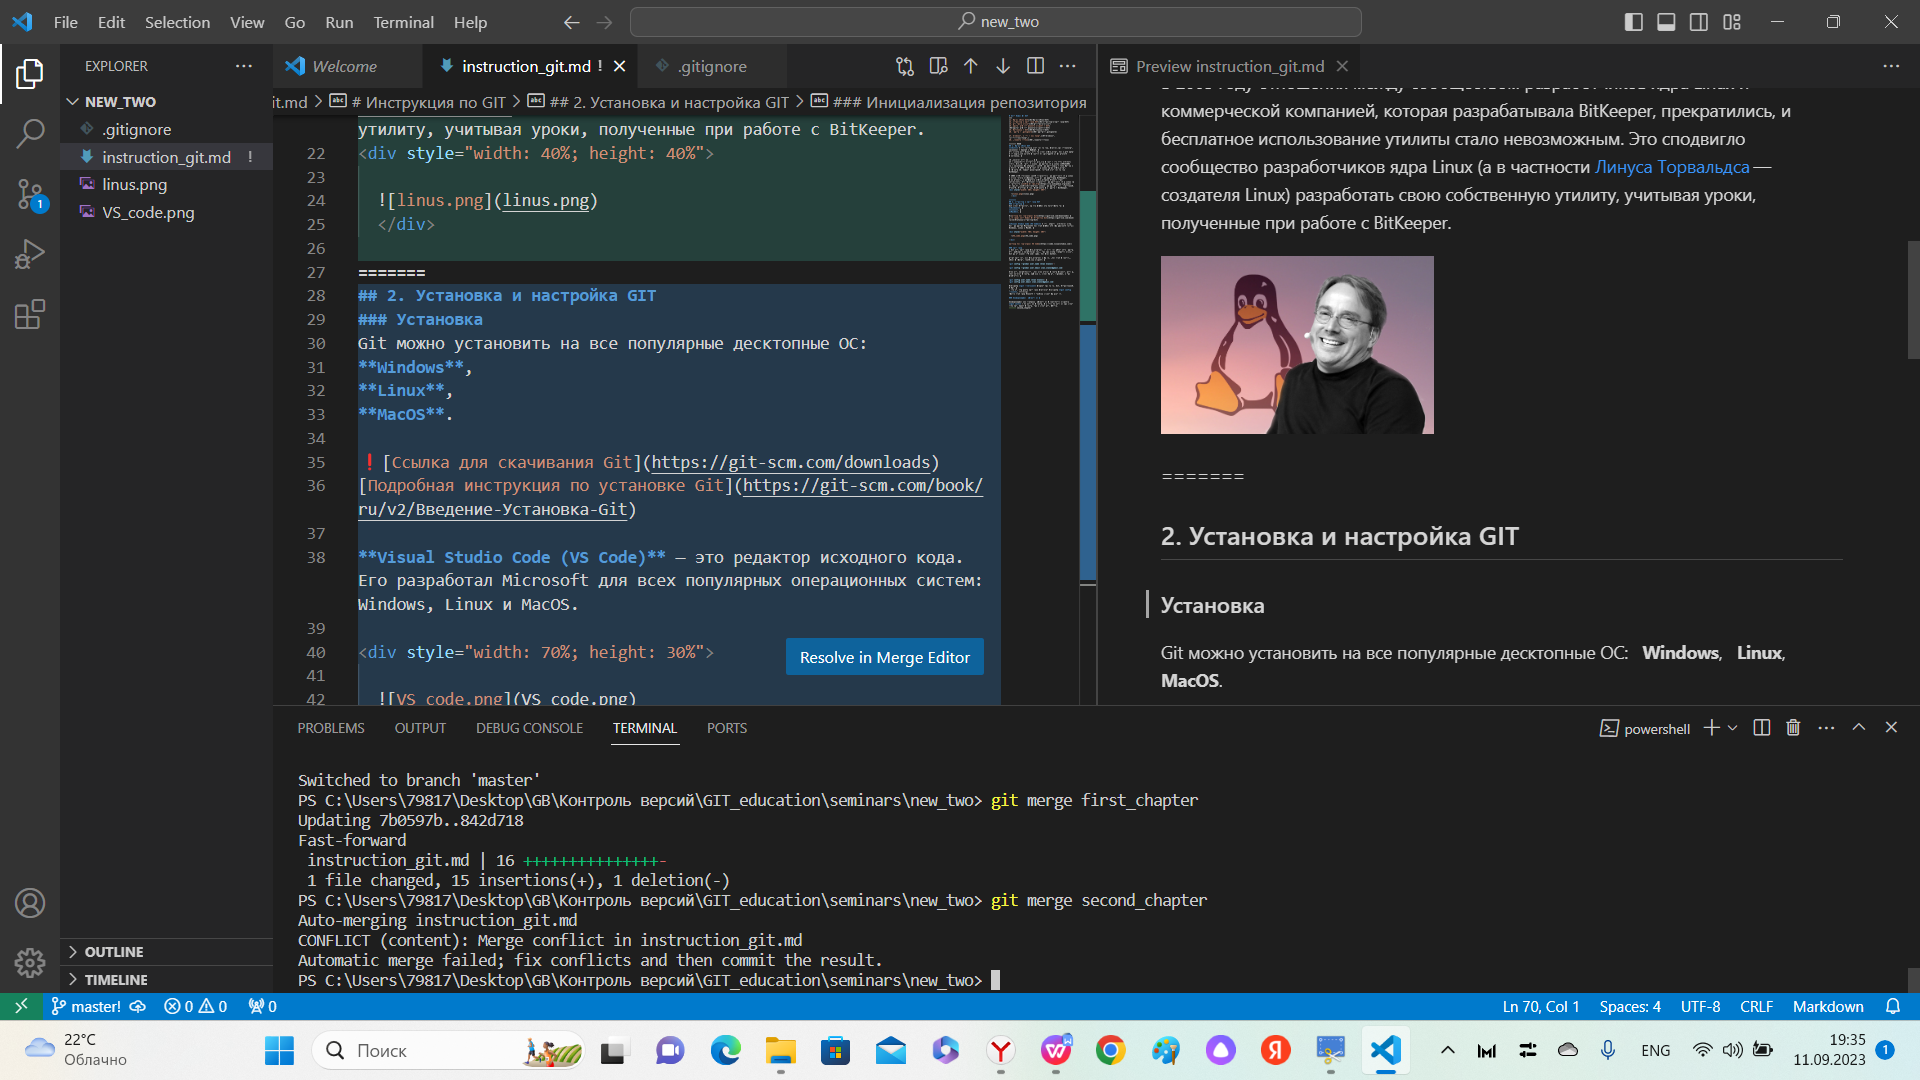 File Edit Selection View Go Run Terminal Help
new_two
EXPLORER
NEW_TWO
.gitignore
instruction_git.md !
linus.png
VS_code.png
OUTLINE
TIMELINE
1
Welcome
instruction_git.md !
.gitignore
it.md > # Инструкция по GIT > ## 2. Установка и настройка GIT > ### Инициализация репозитория
утилиту, учитывая уроки, полученные при работе с BitKeeper.
22 <div style="width: 40%; height: 40%">
23
24 ![linus.png](linus.png)
25 </div>
26
27 =======
28 ## 2. Установка и настройка GIT
29 ### Установка
30 Git можно установить на все популярные десктопные ОС:
31 **Windows**,
32 **Linux**,
33 **MacOS**.
34
35 ❗[Ссылка для скачивания Git](https://git-scm.com/downloads)
36 [Подробная инструкция по установке Git](https://git-scm.com/book/
ru/v2/Введение-Установка-Git)
37
38 **Visual Studio Code (VS Code)** — это редактор исходного кода.
Его разработал Microsoft для всех популярных операционных систем:
Windows, Linux и MacOS.
39
40 <div style="width: 70%; height: 30%">
41
42 ![VS_code.png](VS_code.png)
Resolve in Merge Editor
Preview instruction_git.md
коммерческой компанией, которая разрабатывала BitKeeper, прекратились, и
бесплатное использование утилиты стало невозможным. Это сподвигло
сообщество разработчиков ядра Linux (а в частности Линуса Торвальдса —
создателя Linux) разработать свою собственную утилиту, учитывая уроки,
полученные при работе с BitKeeper.
=======
2. Установка и настройка GIT
Установка
Git можно установить на все популярные десктопные ОС: Windows, Linux,
MacOS.
PROBLEMS OUTPUT DEBUG CONSOLE TERMINAL PORTS
powershell
Switched to branch 'master'
PS C:\Users\79817\Desktop\GB\Контроль версий\GIT_education\seminars\new_two> git merge first_chapter
Updating 7b0597b..842d718
Fast-forward
instruction_git.md | 16 +++++++++++++++-
1 file changed, 15 insertions(+), 1 deletion(-)
PS C:\Users\79817\Desktop\GB\Контроль версий\GIT_education\seminars\new_two> git merge second_chapter
Auto-merging instruction_git.md
CONFLICT (content): Merge conflict in instruction_git.md
Automatic merge failed; fix conflicts and then commit the result.
PS C:\Users\79817\Desktop\GB\Контроль версий\GIT_education\seminars\new_two>
master! 0 0 0
Ln 70, Col 1 Spaces: 4 UTF-8 CRLF Markdown
22°C
Облачно
Поиск
ENG
19:35
11.09.2023
1